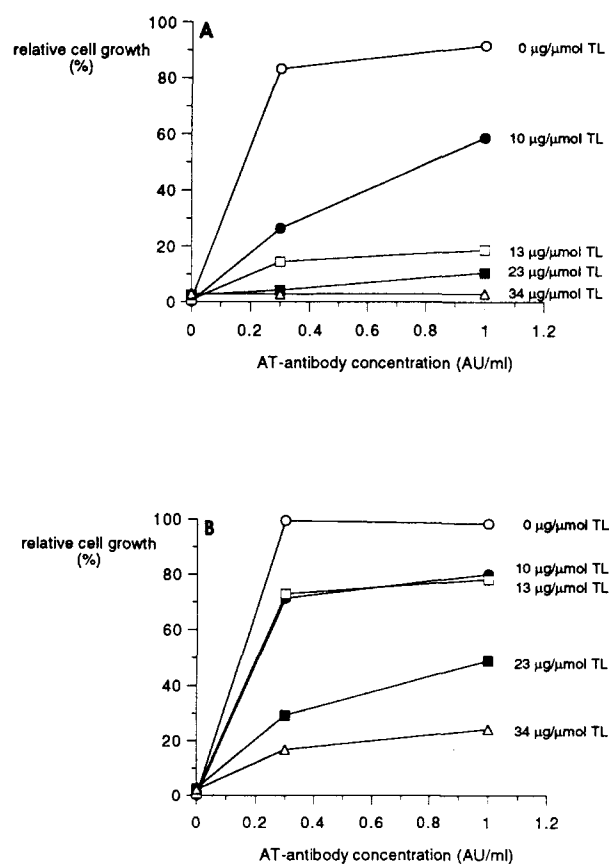 A
relative cell growth
(%)
100
80
60
40
20
0
0 μg/μmol TL
10 μg/μmol TL
13 μg/μmol TL
23 μg/μmol TL
34 μg/μmol TL
0 0.2 0.4 0.6 0.8 1 1.2
AT-antibody concentration (AU/ml)
B
relative cell growth
(%)
100
80
60
40
20
0
0 μg/μmol TL
10 μg/μmol TL
13 μg/μmol TL
23 μg/μmol TL
34 μg/μmol TL
0 0.2 0.4 0.6 0.8 1 1.2
AT-antibody concentration (AU/ml)